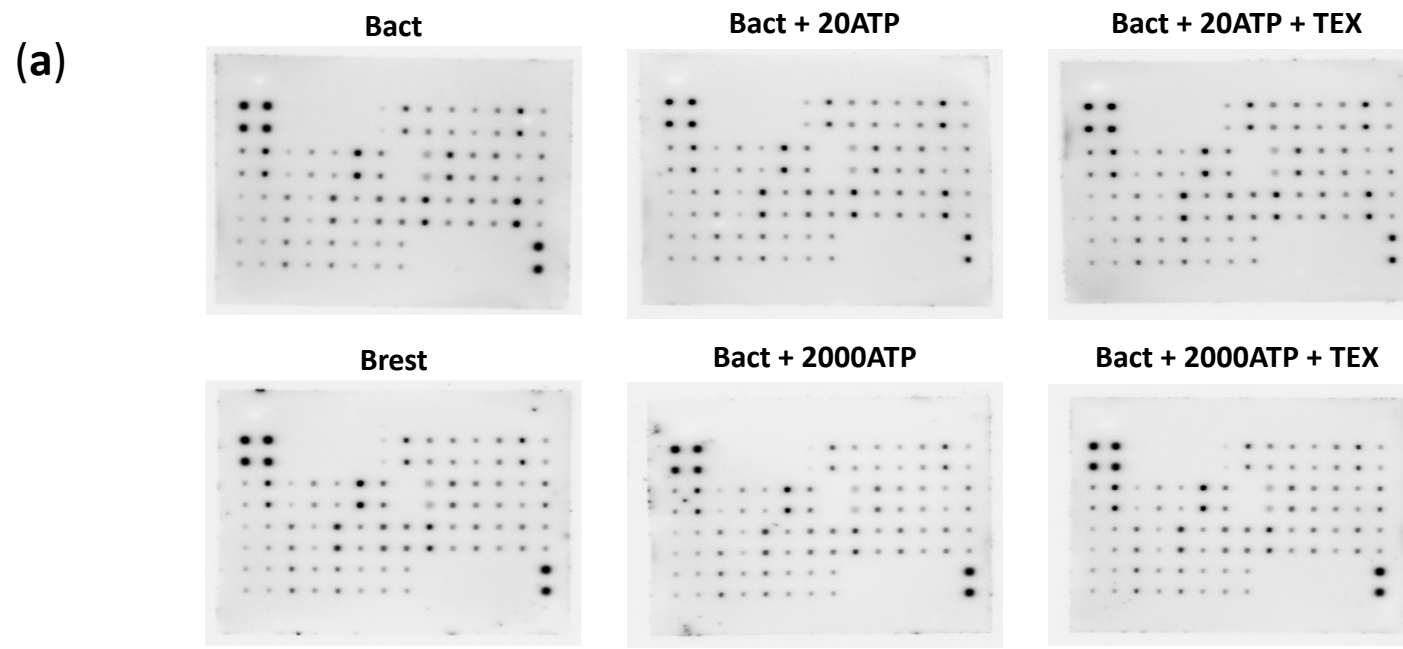 (a)
Bact
Bact + 20ATP
Bact + 20ATP + TEX
Brest
Bact + 2000ATP
Bact + 2000ATP + TEX